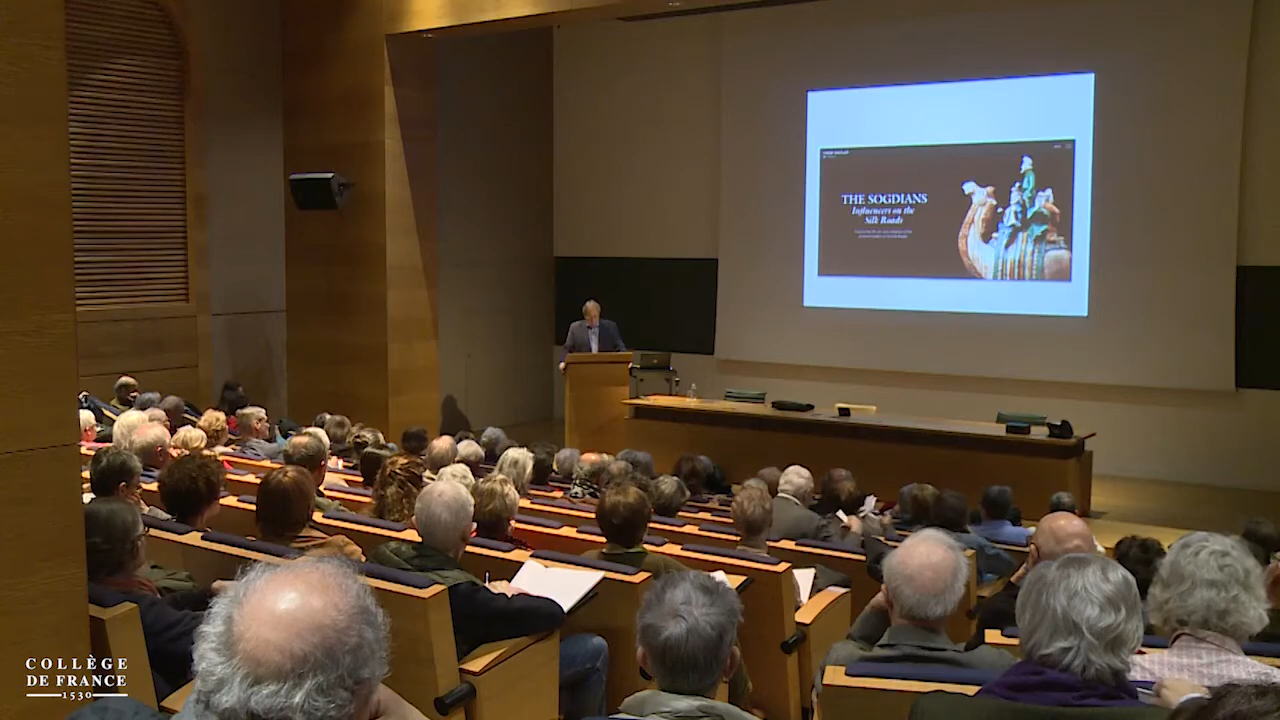 THE SOGDIANS
Influencers on the
Silk Roads
COLLÈGE
DE FRANCE
1530